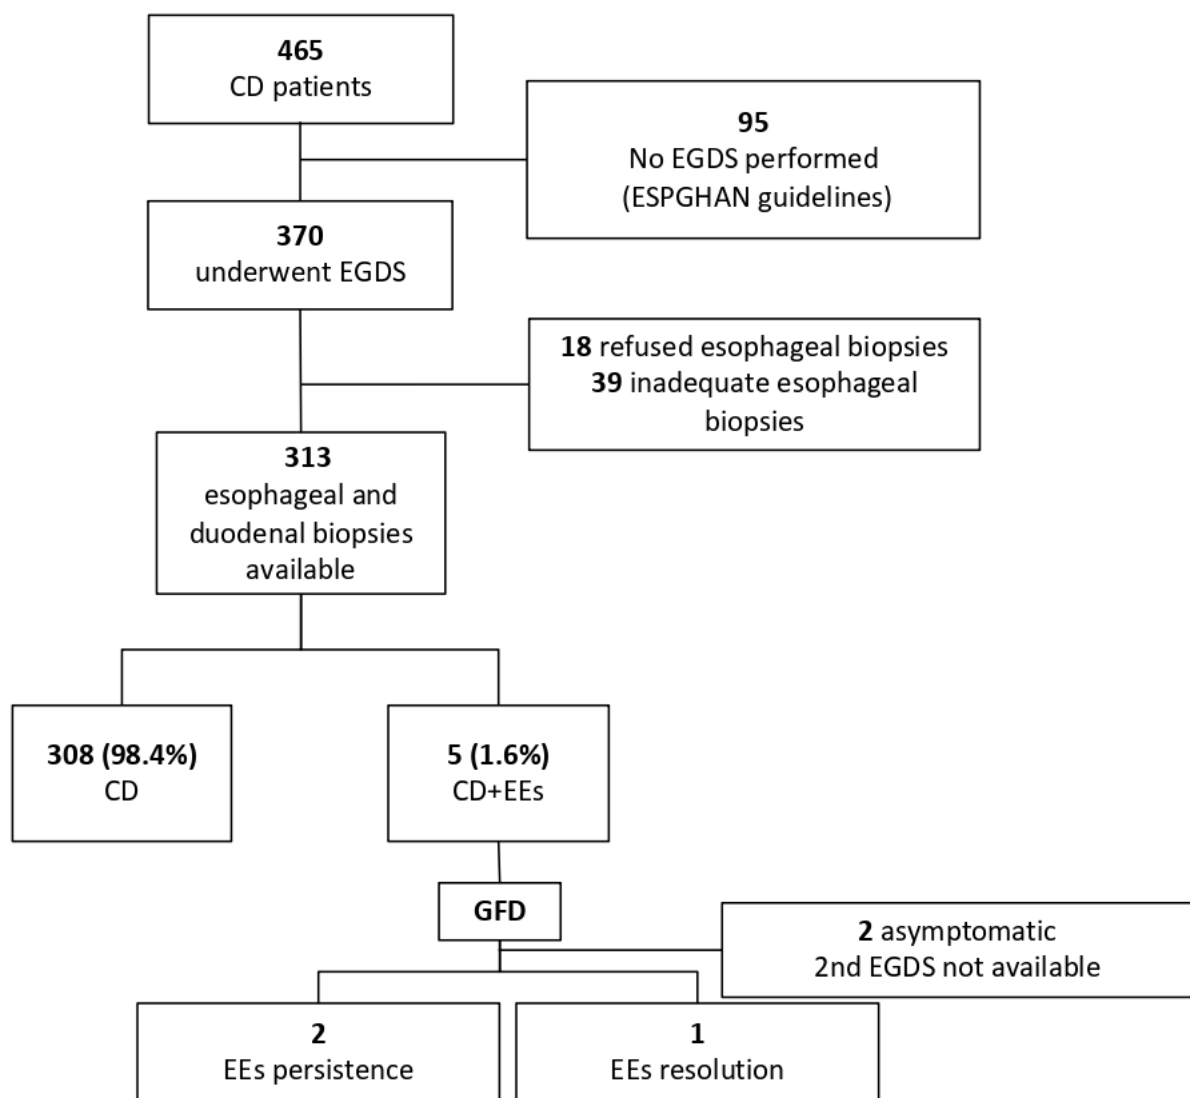 465
CD patients
95
No EGDS performed
(ESPGHAN guidelines)
370
underwent EGDS
18 refused esophageal biopsies
39 inadequate esophageal
biopsies
313
esophageal and
duodenal biopsies
available
308 (98.4%)
CD
5 (1.6%)
CD+EEs
GFD
2 asymptomatic
2nd EGDS not available
2
EEs persistence
1
EEs resolution